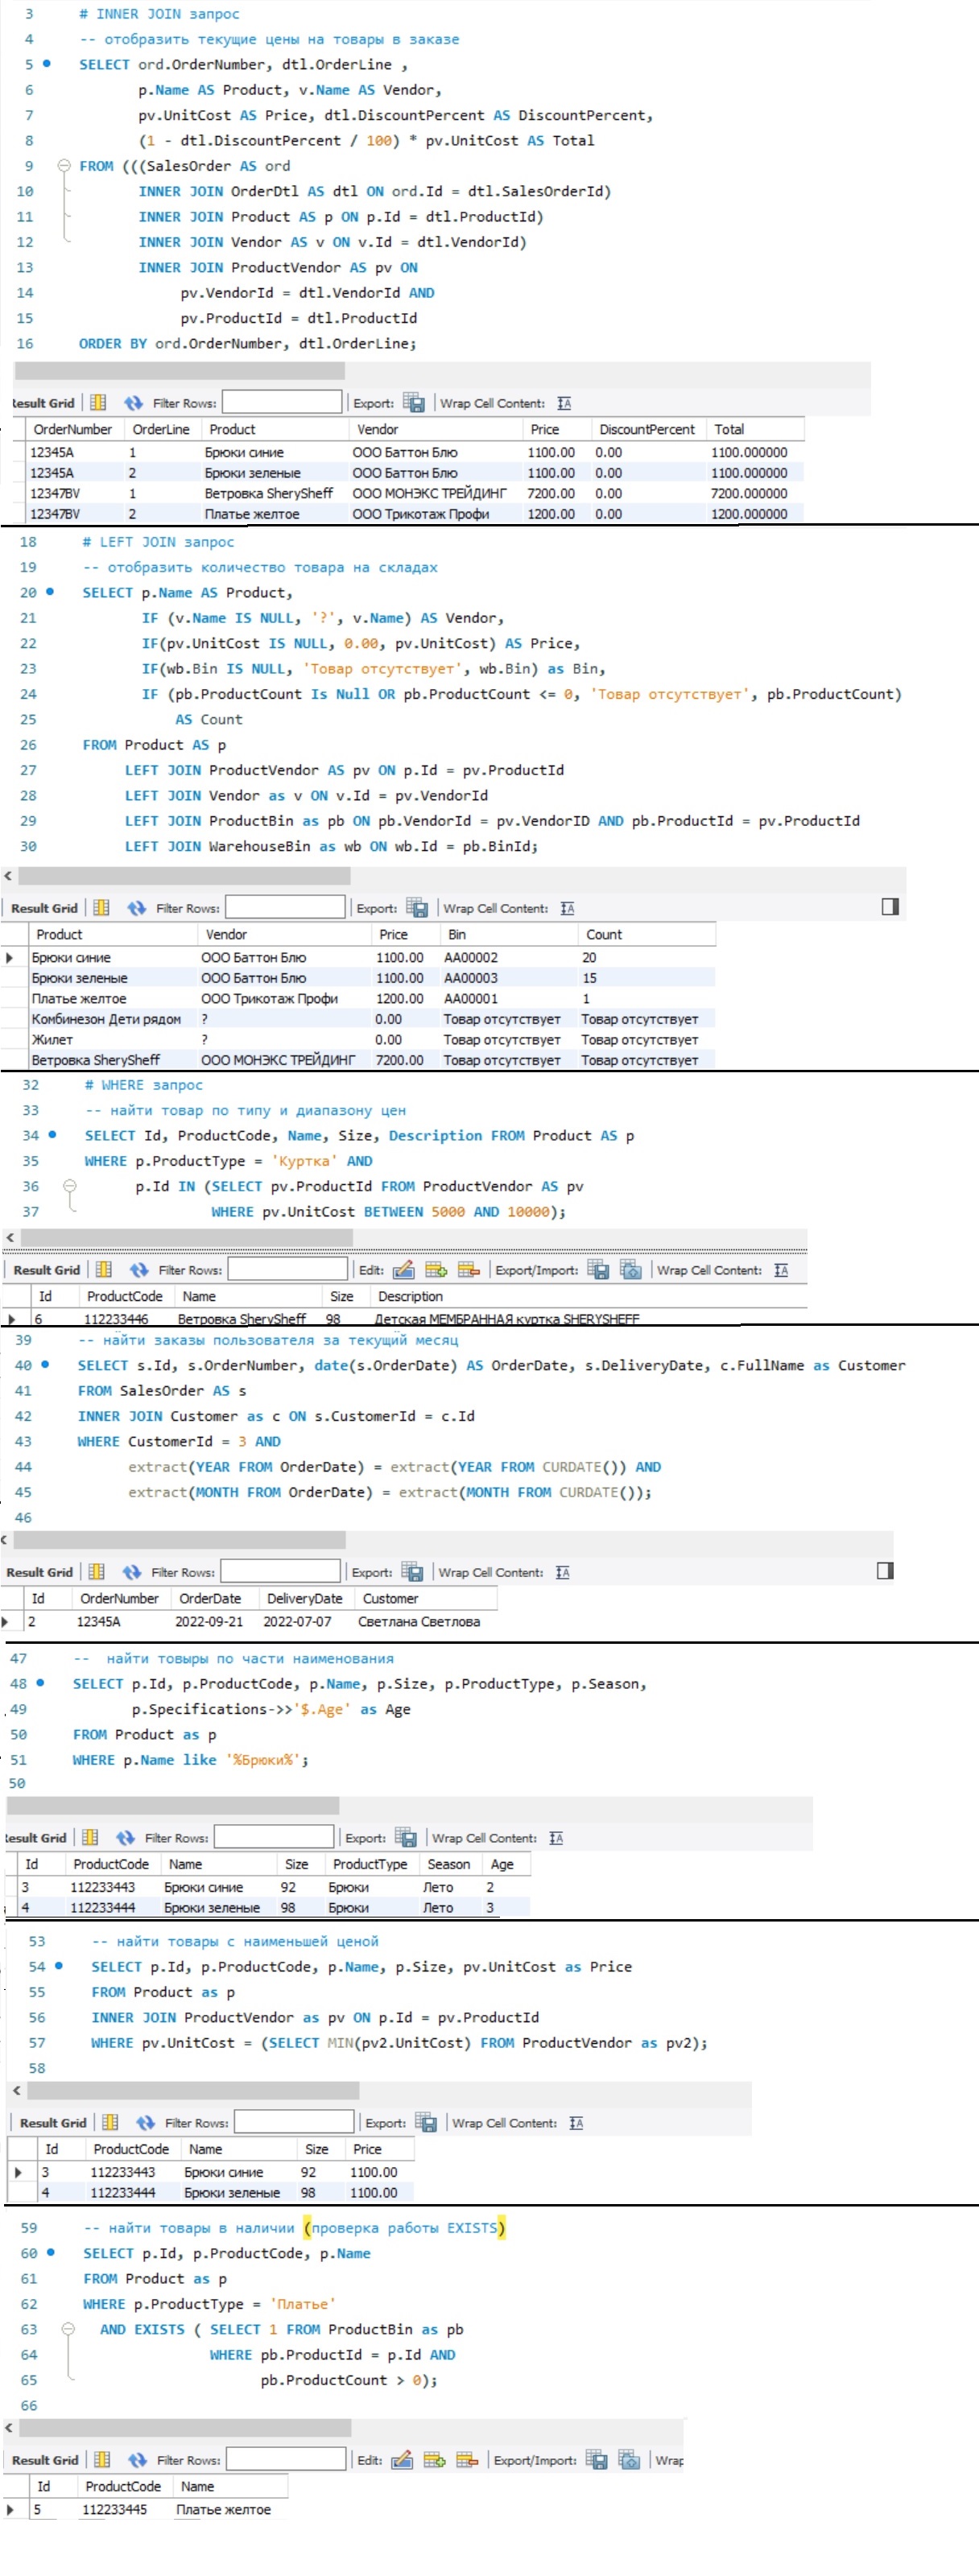 3 # INNER JOIN запрос
4 -- отобразить текущие цены на товары в заказе
5 SELECT ord.OrderNumber, dtl.OrderLine ,
6 p.Name AS Product, v.Name AS Vendor,
7 pv.UnitCost AS Price, dtl.DiscountPercent AS DiscountPercent,
8 (1 - dtl.DiscountPercent / 100) * pv.UnitCost AS Total
9 FROM (((SalesOrder AS ord
10 INNER JOIN OrderDtl AS dtl ON ord.Id = dtl.SalesOrderId)
11 INNER JOIN Product AS p ON p.Id = dtl.ProductId)
12 INNER JOIN Vendor AS v ON v.Id = dtl.VendorId)
13 INNER JOIN ProductVendor AS pv ON
14 pv.VendorId = dtl.VendorId AND
15 pv.ProductId = dtl.ProductId
16 ORDER BY ord.OrderNumber, dtl.OrderLine;
Result Grid Filter Rows: Export: Wrap Cell Content:
OrderNumber OrderLine Product Vendor Price DiscountPercent Total
12345A 1 Брюки синие ООО Баттон Блю 1100.00 0.00 1100.000000
12345A 2 Брюки зеленые ООО Баттон Блю 1100.00 0.00 1100.000000
12347BV 1 Ветровка SherySheff ООО МОНЭКС ТРЕЙДИНГ 7200.00 0.00 7200.000000
12347BV 2 Платье желтое ООО Трикотаж Профи 1200.00 0.00 1200.000000
18 # LEFT JOIN запрос
19 -- отобразить количество товара на складах
20 SELECT p.Name AS Product,
21 IF (v.Name IS NULL, '?', v.Name) AS Vendor,
22 IF(pv.UnitCost IS NULL, 0.00, pv.UnitCost) AS Price,
23 IF(wb.Bin IS NULL, 'Товар отсутствует', wb.Bin) as Bin,
24 IF (pb.ProductCount Is Null OR pb.ProductCount <= 0, 'Товар отсутствует', pb.ProductCount)
25 AS Count
26 FROM Product AS p
27 LEFT JOIN ProductVendor AS pv ON p.Id = pv.ProductId
28 LEFT JOIN Vendor as v ON v.Id = pv.VendorId
29 LEFT JOIN ProductBin as pb ON pb.VendorId = pv.VendorID AND pb.ProductId = pv.ProductId
30 LEFT JOIN WarehouseBin as wb ON wb.Id = pb.BinId;
Result Grid Filter Rows: Export: Wrap Cell Content:
Product Vendor Price Bin Count
Брюки синие ООО Баттон Блю 1100.00 AA00002 20
Брюки зеленые ООО Баттон Блю 1100.00 AA00003 15
Платье желтое ООО Трикотаж Профи 1200.00 AA00001 1
Комбинезон Дети рядом ? 0.00 Товар отсутствует Товар отсутствует
Жилет ? 0.00 Товар отсутствует Товар отсутствует
Ветровка SherySheff ООО МОНЭКС ТРЕЙДИНГ 7200.00 Товар отсутствует Товар отсутствует
32 # WHERE запрос
33 -- найти товар по типу и диапазону цен
34 SELECT Id, ProductCode, Name, Size, Description FROM Product AS p
35 WHERE p.ProductType = 'Куртка' AND
36 p.Id IN (SELECT pv.ProductId FROM ProductVendor AS pv
37 WHERE pv.UnitCost BETWEEN 5000 AND 10000);
Result Grid Filter Rows: Edit: Export/Import: Wrap Cell Content:
Id ProductCode Name Size Description
6 112233446 Ветровка SherySheff 98 Детская МЕМБРАННАЯ куртка SHERYSHEFF
39 -- найти заказы пользователя за текущий месяц
40 SELECT s.Id, s.OrderNumber, date(s.OrderDate) AS OrderDate, s.DeliveryDate, c.FullName as Customer
41 FROM SalesOrder AS s
42 INNER JOIN Customer as c ON s.CustomerId = c.Id
43 WHERE CustomerId = 3 AND
44 extract(YEAR FROM OrderDate) = extract(YEAR FROM CURDATE()) AND
45 extract(MONTH FROM OrderDate) = extract(MONTH FROM CURDATE());
46
Result Grid Filter Rows: Export: Wrap Cell Content:
Id OrderNumber OrderDate DeliveryDate Customer
2 12345A 2022-09-21 2022-07-07 Светлана Светлова
47 -- найти товыры по части наименования
48 SELECT p.Id, p.ProductCode, p.Name, p.Size, p.ProductType, p.Season,
49 p.Specifications->>'$.Age' as Age
50 FROM Product as p
51 WHERE p.Name like '%Брюки%';
50
Result Grid Filter Rows: Export: Wrap Cell Content:
Id ProductCode Name Size ProductType Season Age
3 112233443 Брюки синие 92 Брюки Лето 2
4 112233444 Брюки зеленые 98 Брюки Лето 3
53 -- найти товары с наименьшей ценой
54 SELECT p.Id, p.ProductCode, p.Name, p.Size, pv.UnitCost as Price
55 FROM Product as p
56 INNER JOIN ProductVendor as pv ON p.Id = pv.ProductId
57 WHERE pv.UnitCost = (SELECT MIN(pv2.UnitCost) FROM ProductVendor as pv2);
58
Result Grid Filter Rows: Export: Wrap Cell Content:
Id ProductCode Name Size Price
3 112233443 Брюки синие 92 1100.00
4 112233444 Брюки зеленые 98 1100.00
59 -- найти товары в наличии (проверка работы EXISTS)
60 SELECT p.Id, p.ProductCode, p.Name
61 FROM Product as p
62 WHERE p.ProductType = 'Платье'
63 AND EXISTS ( SELECT 1 FROM ProductBin as pb
64 WHERE pb.ProductId = p.Id AND
65 pb.ProductCount > 0);
66
Result Grid Filter Rows: Edit: Export/Import: Wrap
Id ProductCode Name
5 112233445 Платье желтое